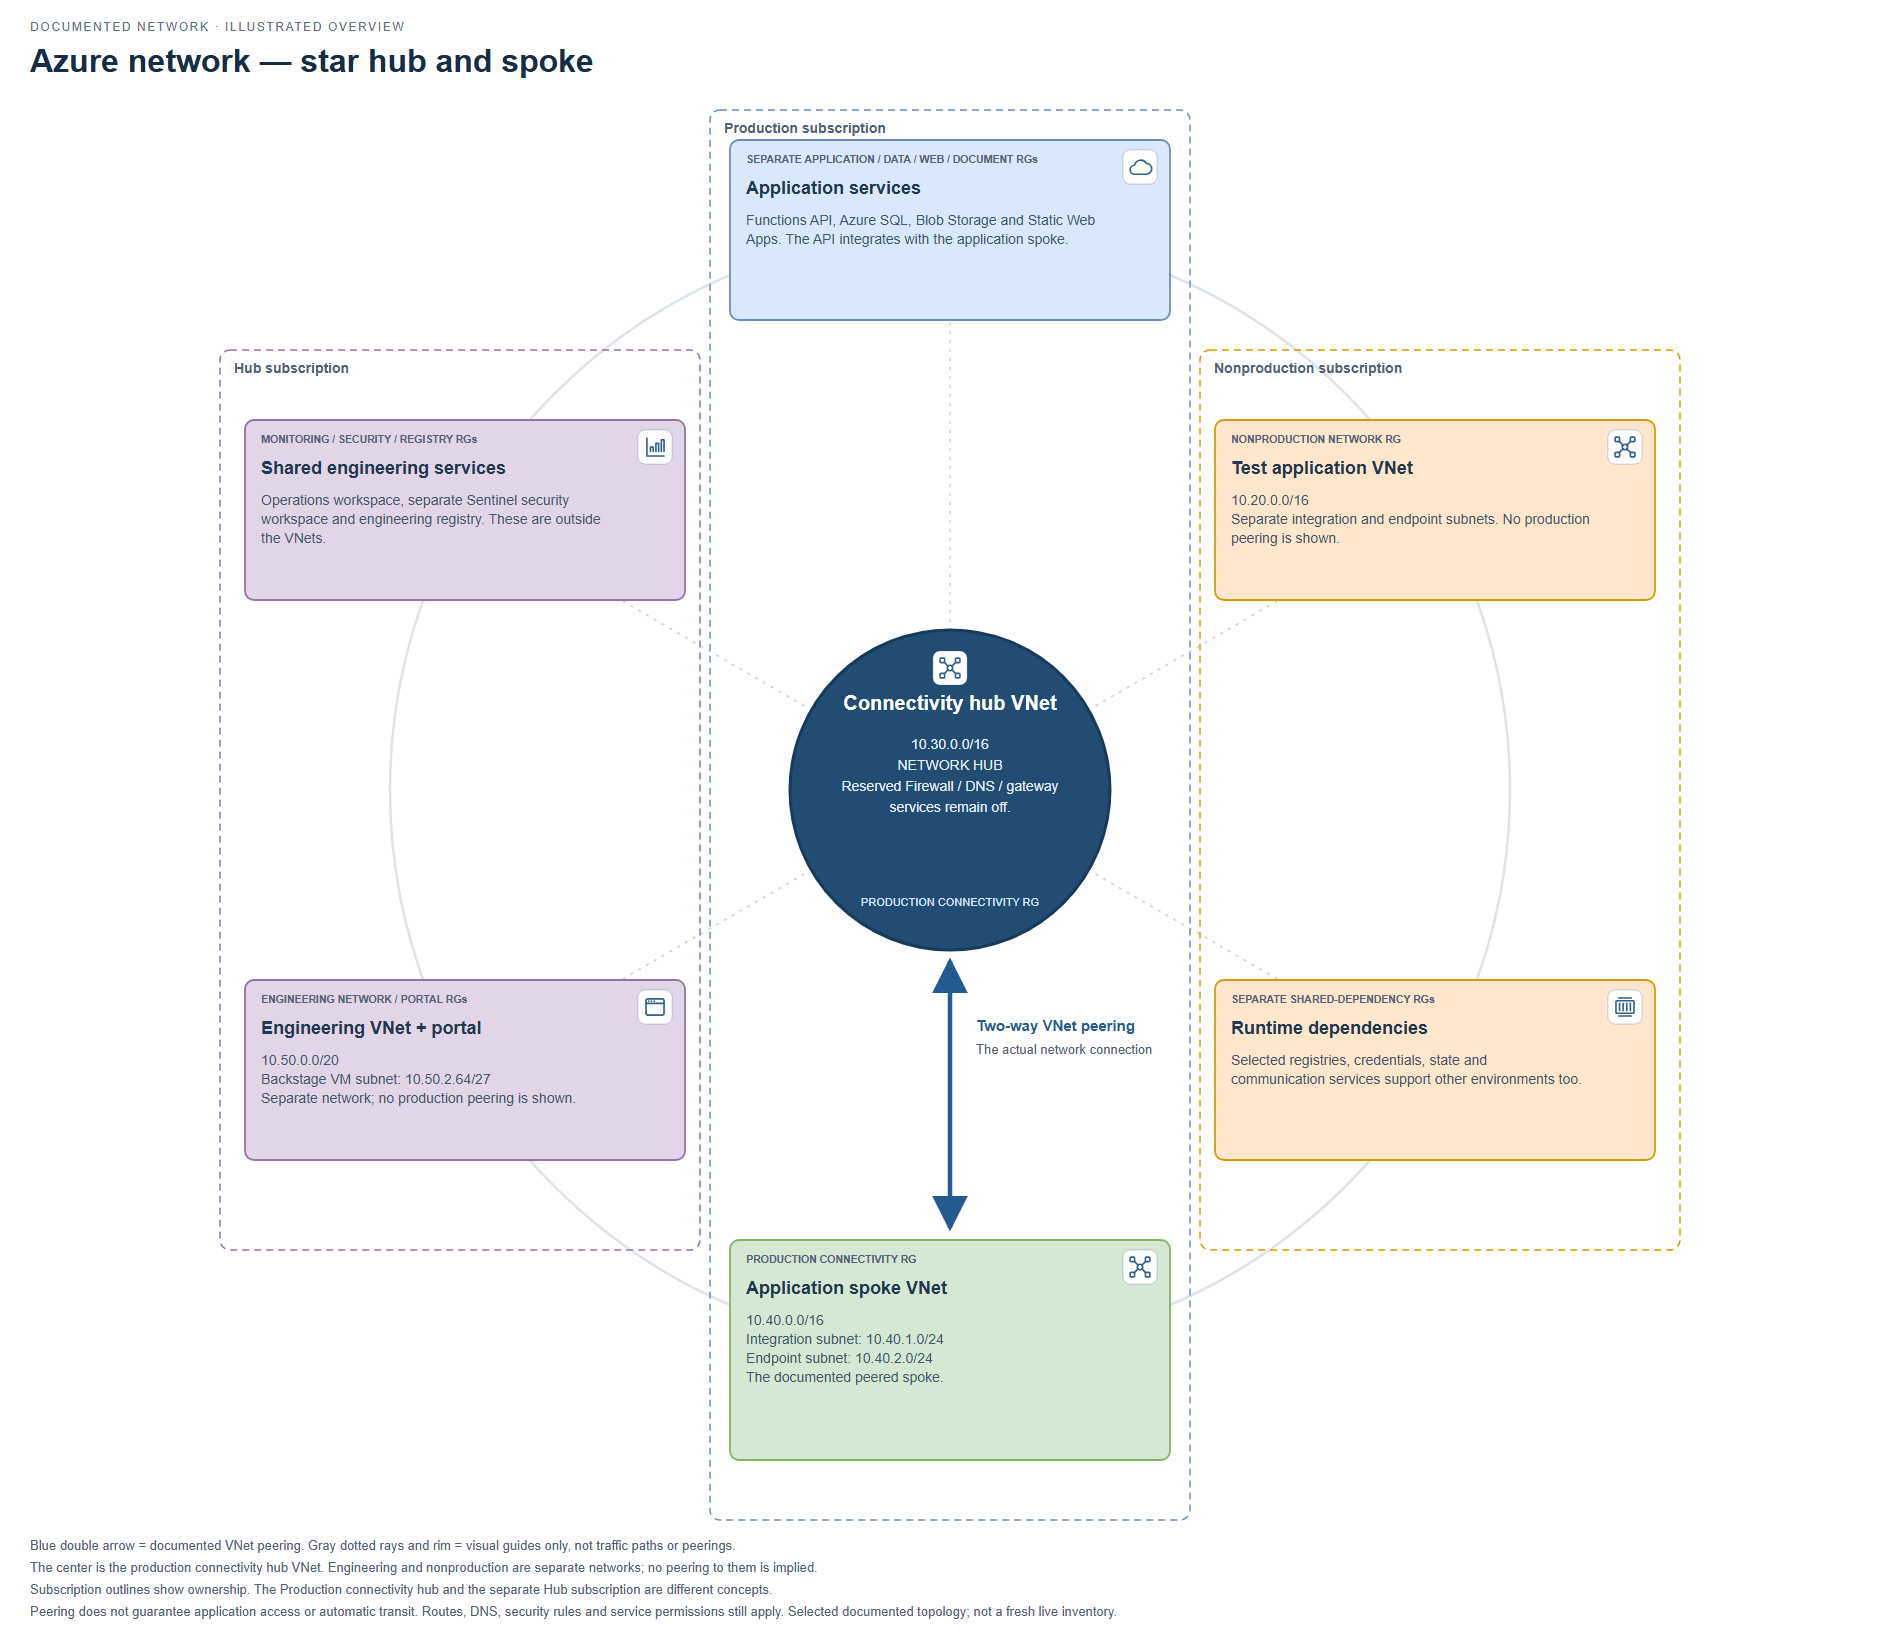 DOCUMENTED NETWORK · ILLUSTRATED OVERVIEW
Azure network — star hub and spoke
Production subscription
SEPARATE APPLICATION / DATA / WEB / DOCUMENT RGs
Application services
Functions API, Azure SQL, Blob Storage and Static Web
Apps. The API integrates with the application spoke.
Hub subscription
MONITORING / SECURITY / REGISTRY RGs
Shared engineering services
Operations workspace, separate Sentinel security
workspace and engineering registry. These are outside
the VNets.
Nonproduction subscription
NONPRODUCTION NETWORK RG
Test application VNet
10.20.0.0/16
Separate integration and endpoint subnets. No production
peering is shown.
Connectivity hub VNet
10.30.0.0/16
NETWORK HUB
Reserved Firewall / DNS / gateway
services remain off.
PRODUCTION CONNECTIVITY RG
ENGINEERING NETWORK / PORTAL RGs
Engineering VNet + portal
10.50.0.0/20
Backstage VM subnet: 10.50.2.64/27
Separate network; no production peering is shown.
Two-way VNet peering
The actual network connection
SEPARATE SHARED-DEPENDENCY RGs
Runtime dependencies
Selected registries, credentials, state and
communication services support other environments too.
PRODUCTION CONNECTIVITY RG
Application spoke VNet
10.40.0.0/16
Integration subnet: 10.40.1.0/24
Endpoint subnet: 10.40.2.0/24
The documented peered spoke.
Blue double arrow = documented VNet peering. Gray dotted rays and rim = visual guides only, not traffic paths or peerings.
The center is the production connectivity hub VNet. Engineering and nonproduction are separate networks; no peering to them is implied.
Subscription outlines show ownership. The Production connectivity hub and the separate Hub subscription are different concepts.
Peering does not guarantee application access or automatic transit. Routes, DNS, security rules and service permissions still apply. Selected documented topology; not a fresh live inventory.